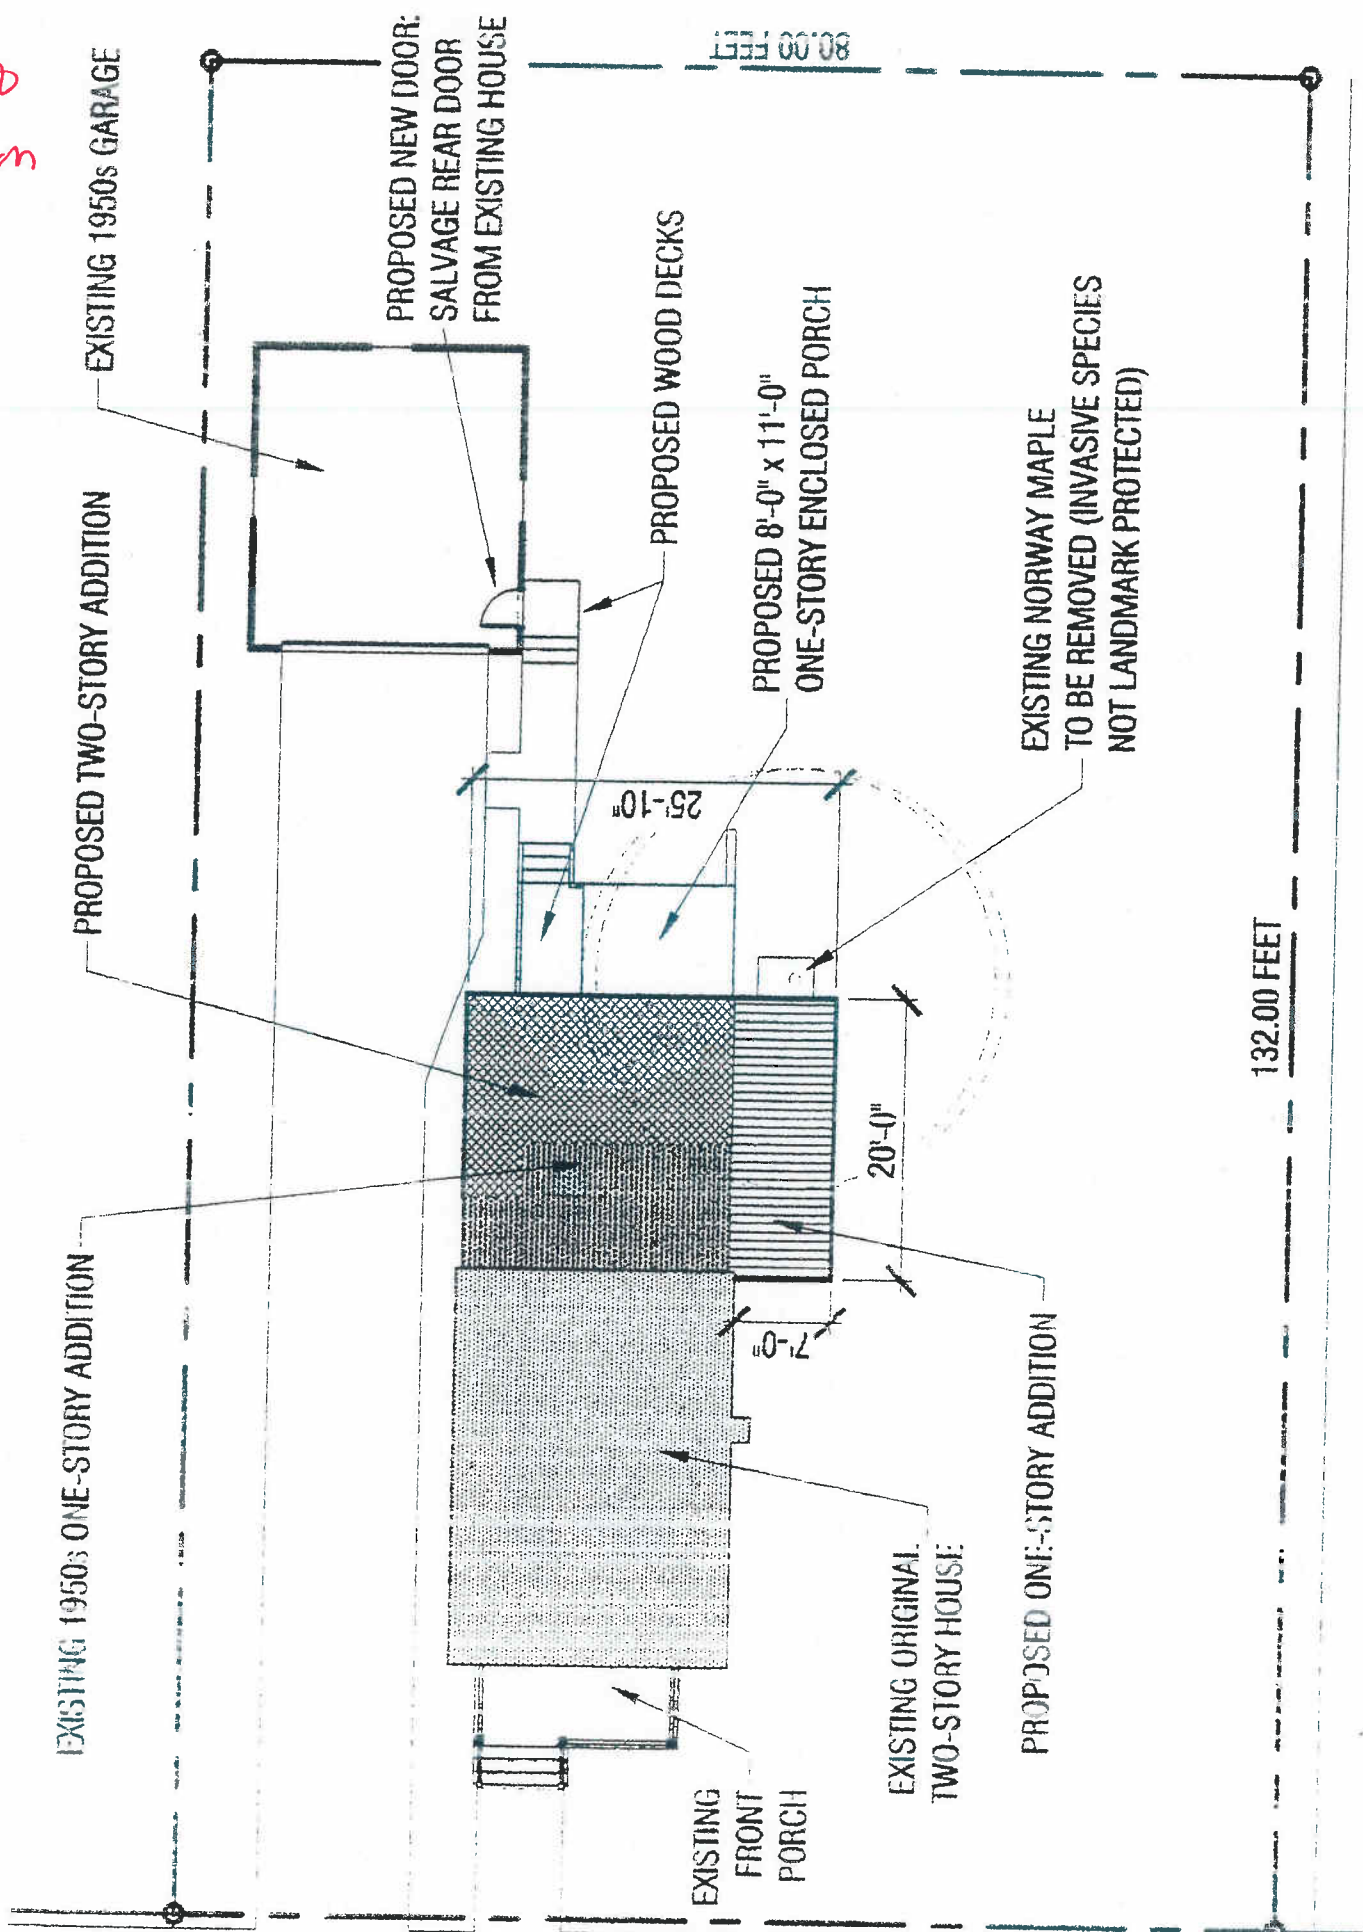 EXISTING 1950s GARAGE
PROPOSED TWO-STORY ADDITION
EXISTING 1950s ONE-STORY ADDITION
PROPOSED NEW DOOR:
SALVAGE REAR DOOR
FROM EXISTING HOUSE
80.00 FEET
PROPOSED WOOD DECKS
PROPOSED 8'-0" x 11'-0"
ONE-STORY ENCLOSED PORCH
EXISTING NORWAY MAPLE
TO BE REMOVED (INVASIVE SPECIES
NOT LANDMARK PROTECTED)
25'-10"
20'-0"
7'-0"
132.00 FEET
EXISTING
FRONT
PORCH
EXISTING ORIGINAL
TWO-STORY HOUSE
PROPOSED ONE-STORY ADDITION